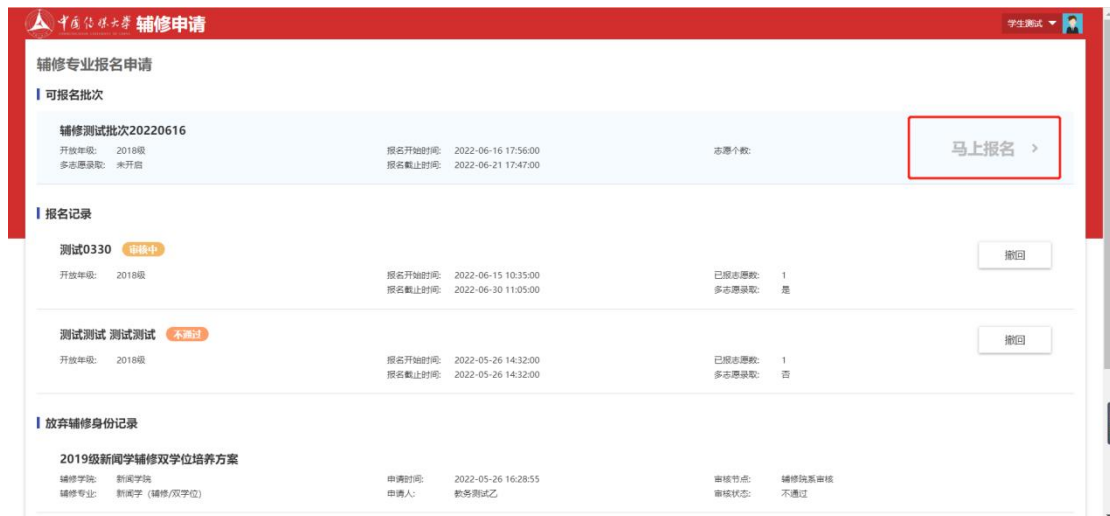 中国传媒大学 辅修申请 学生测试
辅修专业报名申请
可报名批次
辅修测试批次20220616
开放年级: 2018级 报名开始时间: 2022-06-16 17:56:00 志愿个数: 马上报名 >
多志愿录取: 未开启 报名截止时间: 2022-06-21 17:47:00
报名记录
测试0330 审核中 撤回
开放年级: 2018级 报名开始时间: 2022-06-15 10:35:00 已报志愿数: 1
报名截止时间: 2022-06-30 11:05:00 多志愿录取: 是
测试测试 测试测试 不通过 撤回
开放年级: 2018级 报名开始时间: 2022-05-26 14:32:00 已报志愿数: 1
报名截止时间: 2022-05-26 14:32:00 多志愿录取: 否
放弃辅修身份记录
2019级新闻学辅修双学位培养方案
辅修学院: 新闻学院 申请时间: 2022-05-26 16:28:55 审核节点: 辅修院系审核
辅修专业: 新闻学（辅修/双学位） 申请人: 教务测试乙 审核状态: 不通过